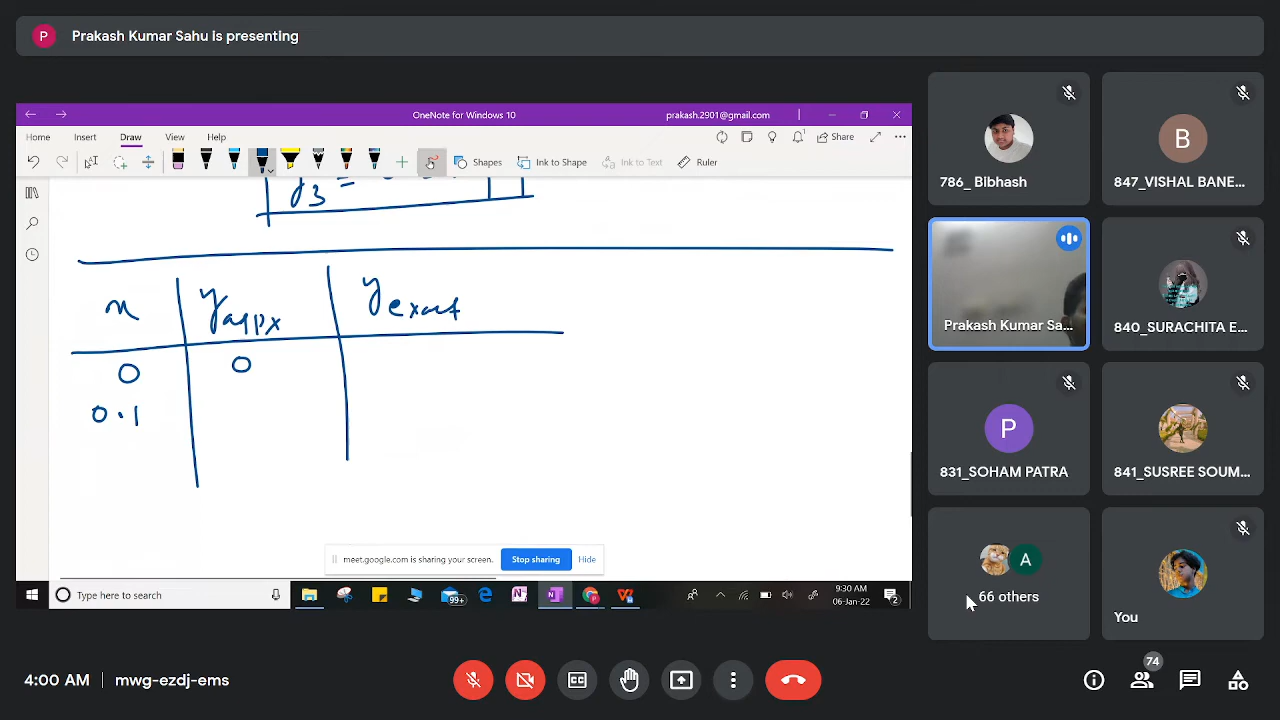 P Prakash Kumar Sahu is presenting
OneNote for Windows 10
prakash.2901@gmail.com
Home Insert Draw View Help
Share
Shapes
Ink to Shape
Ink to Text
Ruler
y3 =
x yappx yexact
0 0
0.1
meet.google.com is sharing your screen. Stop sharing Hide
Type here to search
99+
9:30 AM
06-Jan-22
2
786_ Bibhash
B
847_VISHAL BANE...
Prakash Kumar Sa...
840_SURACHITA E...
P
831_SOHAM PATRA
841_SUSREE SOUM...
A
66 others
You
4:00 AM | mwg-ezdj-ems
74